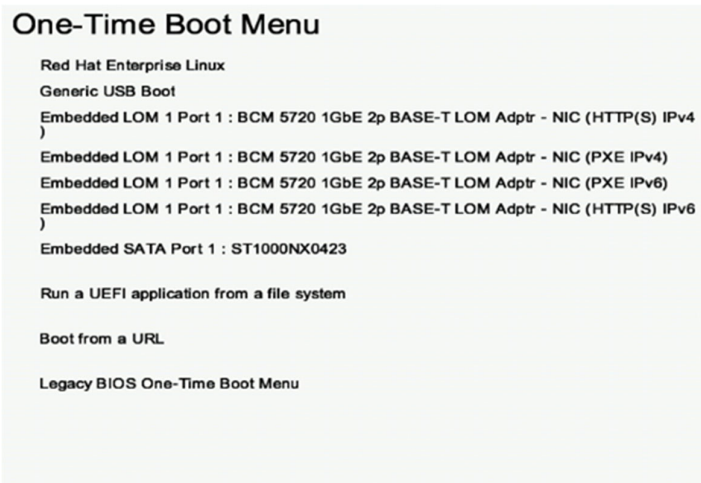 One-Time Boot Menu
Red Hat Enterprise Linux
Generic USB Boot
Embedded LOM 1 Port 1 : BCM 5720 1GbE 2p BASE-T LOM Adptr - NIC (HTTP(S) IPv4
)
Embedded LOM 1 Port 1 : BCM 5720 1GbE 2p BASE-T LOM Adptr - NIC (PXE IPv4)
Embedded LOM 1 Port 1 : BCM 5720 1GbE 2p BASE-T LOM Adptr - NIC (PXE IPv6)
Embedded LOM 1 Port 1 : BCM 5720 1GbE 2p BASE-T LOM Adptr - NIC (HTTP(S) IPv6
)
Embedded SATA Port 1 : ST1000NX0423
Run a UEFI application from a file system
Boot from a URL
Legacy BIOS One-Time Boot Menu